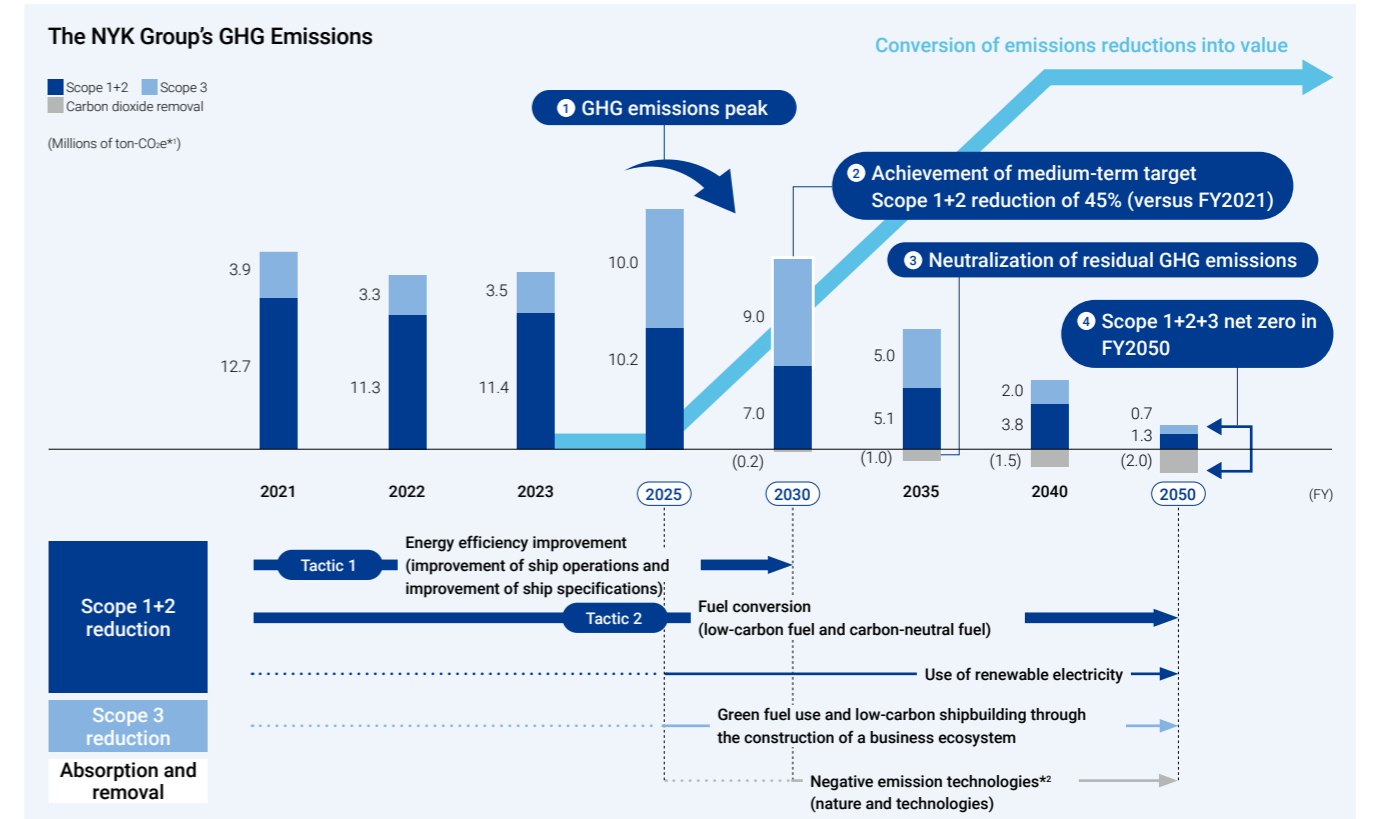 The NYK Group's GHG Emissions
Conversion of emissions reductions into value
Scope 1+2 Scope 3
Carbon dioxide removal
(Millions of ton-CO₂e*¹)
① GHG emissions peak
② Achievement of medium-term target
Scope 1+2 reduction of 45% (versus FY2021)
③ Neutralization of residual GHG emissions
④ Scope 1+2+3 net zero in
FY2050
3.9
12.7
3.3
11.3
3.5
11.4
10.0
10.2
9.0
7.0
(0.2)
5.0
5.1
(1.0)
2.0
3.8
(1.5)
0.7
1.3
(2.0)
2021 2022 2023 2025 2030 2035 2040 2050 (FY)
Scope 1+2
reduction
Tactic 1
Energy efficiency improvement
(improvement of ship operations and
improvement of ship specifications)
Tactic 2
Fuel conversion
(low-carbon fuel and carbon-neutral fuel)
Use of renewable electricity
Scope 3
reduction
Green fuel use and low-carbon shipbuilding through
the construction of a business ecosystem
Absorption and
removal
Negative emission technologies*²
(nature and technologies)